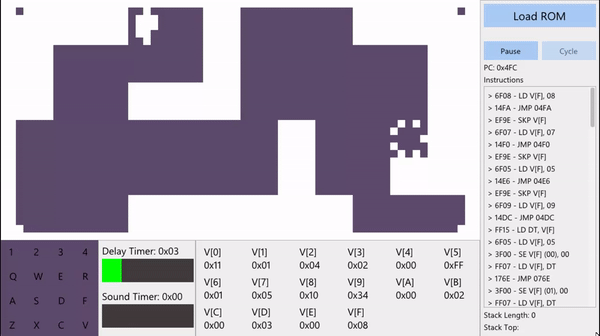 Load ROM
Pause Cycle
PC: 0x4FC
Instructions
> 6F08 - LD V[F], 08
> 14FA - JMP 04FA
> EF9E - SKP V[F]
> 6F07 - LD V[F], 07
> 14F0 - JMP 04F0
> EF9E - SKP V[F]
> 6F05 - LD V[F], 05
> 14E6 - JMP 04E6
> EF9E - SKP V[F]
> 6F09 - LD V[F], 09
> 14DC - JMP 04DC
> FF15 - LD DT, V[F]
> 6F05 - LD V[F], 05
> 3F00 - SE V[F] (00), 00
> FF07 - LD V[F], DT
> 176E - JMP 076E
> 3F00 - SE V[F] (01), 00
> FF07 - LD V[F], DT
Stack Length: 0
Stack Top:
1 2 3 4
Q W E R
A S D F
Z X C V
Delay Timer: 0x03
Sound Timer: 0x00
V[0] V[1] V[2] V[3] V[4] V[5]
0x11 0x01 0x04 0x02 0x00 0xFF
V[6] V[7] V[8] V[9] V[A] V[B]
0x01 0x05 0x10 0x34 0x00 0x02
V[C] V[D] V[E] V[F]
0x00 0x03 0x00 0x08